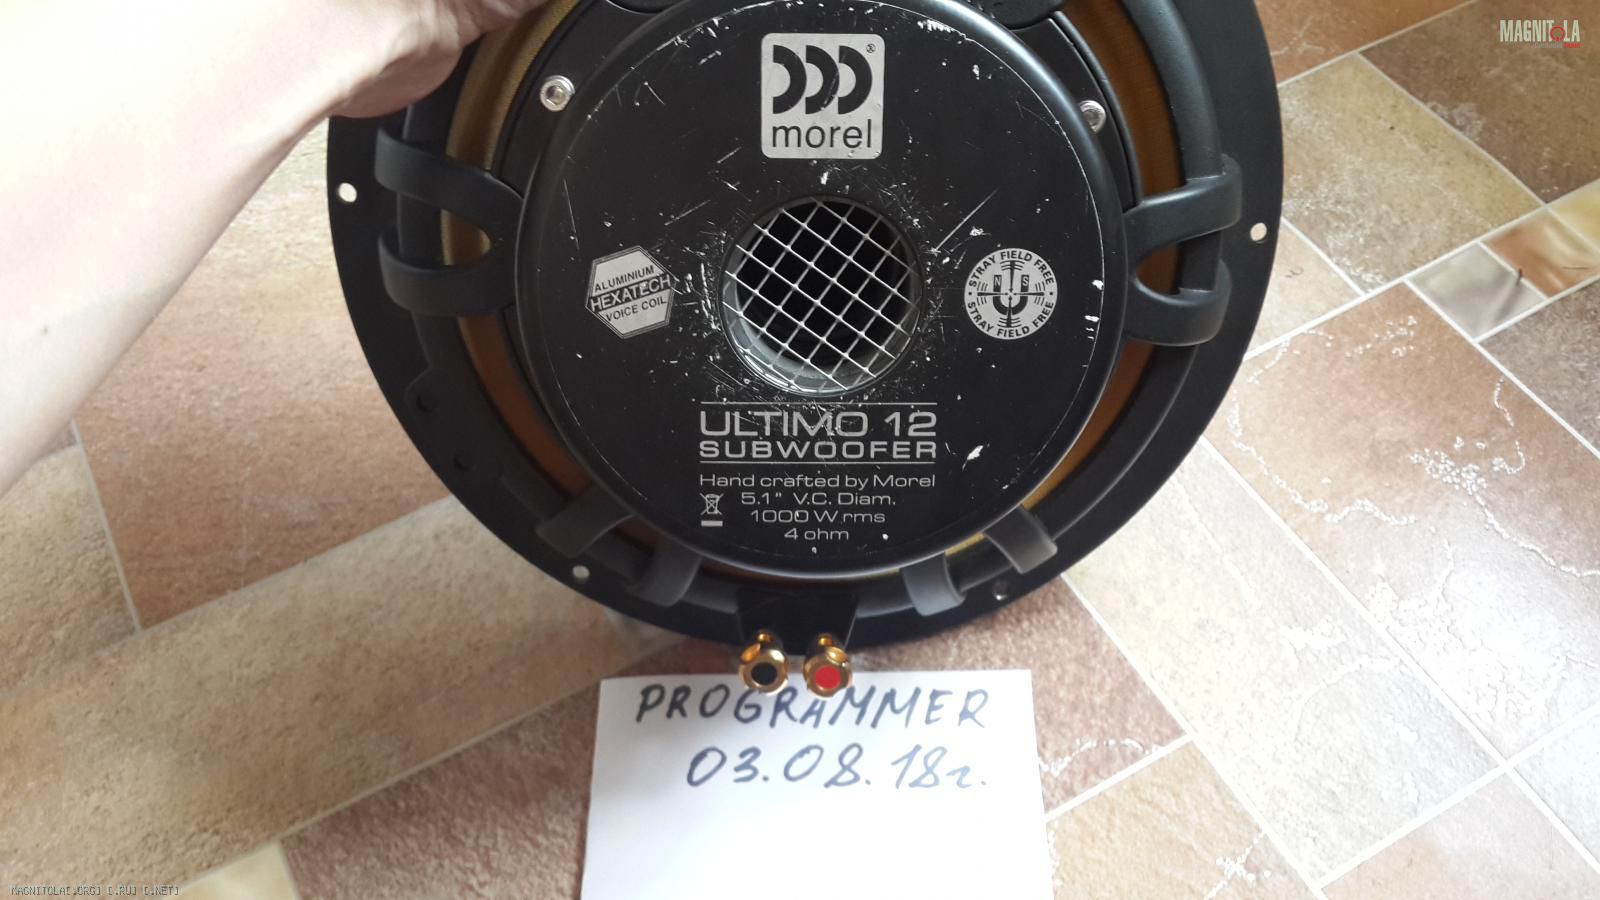 MAGNITOLA
morel
®
ALUMINIUM
HEXATECH
VOICE COIL
STRAY FIELD FREE
N S
STRAY FIELD FREE
ULTIMO 12
SUBWOOFER
Hand crafted by Morel
5.1" V.C. Diam.
1000 W rms
4 ohm
PROGRAMMER
03.08.18г.
MAGNITOLA[.ORG] [.RU] [.NET]